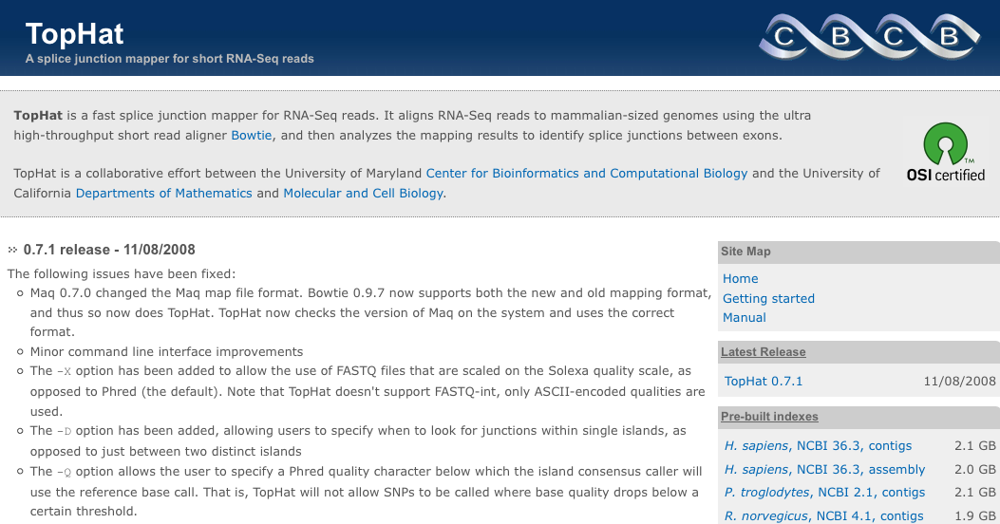 TopHat
A splice junction mapper for short RNA-Seq reads
CBCB
TopHat is a fast splice junction mapper for RNA-Seq reads. It aligns RNA-Seq reads to mammalian-sized genomes using the ultra
high-throughput short read aligner Bowtie, and then analyzes the mapping results to identify splice junctions between exons.
TopHat is a collaborative effort between the University of Maryland Center for Bioinformatics and Computational Biology and the University of
California Departments of Mathematics and Molecular and Cell Biology.
TM
OSI certified
0.7.1 release - 11/08/2008
The following issues have been fixed:
Maq 0.7.0 changed the Maq map file format. Bowtie 0.9.7 now supports both the new and old mapping format,
and thus so now does TopHat. TopHat now checks the version of Maq on the system and uses the correct
format.
Minor command line interface improvements
The -X option has been added to allow the use of FASTQ files that are scaled on the Solexa quality scale, as
opposed to Phred (the default). Note that TopHat doesn't support FASTQ-int, only ASCII-encoded qualities are
used.
The -D option has been added, allowing users to specify when to look for junctions within single islands, as
opposed to just between two distinct islands
The -Q option allows the user to specify a Phred quality character below which the island consensus caller will
use the reference base call. That is, TopHat will not allow SNPs to be called where base quality drops below a
certain threshold.
Site Map
Home
Getting started
Manual
Latest Release
TopHat 0.7.1 11/08/2008
Pre-built indexes
H. sapiens, NCBI 36.3, contigs 2.1 GB
H. sapiens, NCBI 36.3, assembly 2.0 GB
P. troglodytes, NCBI 2.1, contigs 2.1 GB
R. norvegicus, NCBI 4.1, contigs 1.9 GB